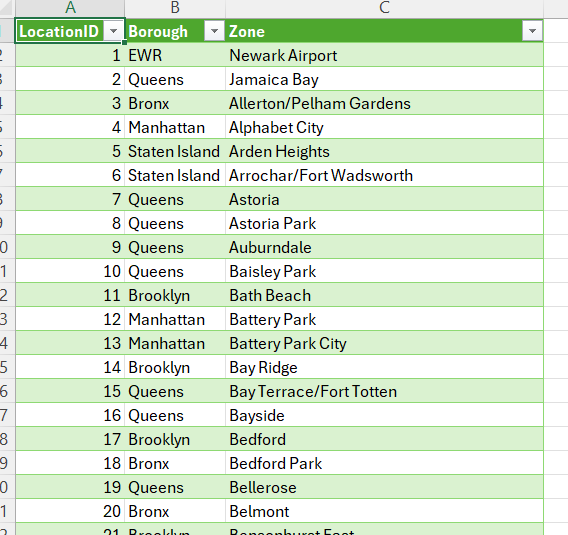 A B C
LocationID Borough Zone
1 EWR Newark Airport
2 Queens Jamaica Bay
3 Bronx Allerton/Pelham Gardens
4 Manhattan Alphabet City
5 Staten Island Arden Heights
6 Staten Island Arrochar/Fort Wadsworth
7 Queens Astoria
8 Queens Astoria Park
9 Queens Auburndale
10 Queens Baisley Park
11 Brooklyn Bath Beach
12 Manhattan Battery Park
13 Manhattan Battery Park City
14 Brooklyn Bay Ridge
15 Queens Bay Terrace/Fort Totten
16 Queens Bayside
17 Brooklyn Bedford
18 Bronx Bedford Park
19 Queens Bellerose
20 Bronx Belmont
21 Brooklyn Bensonhurst East